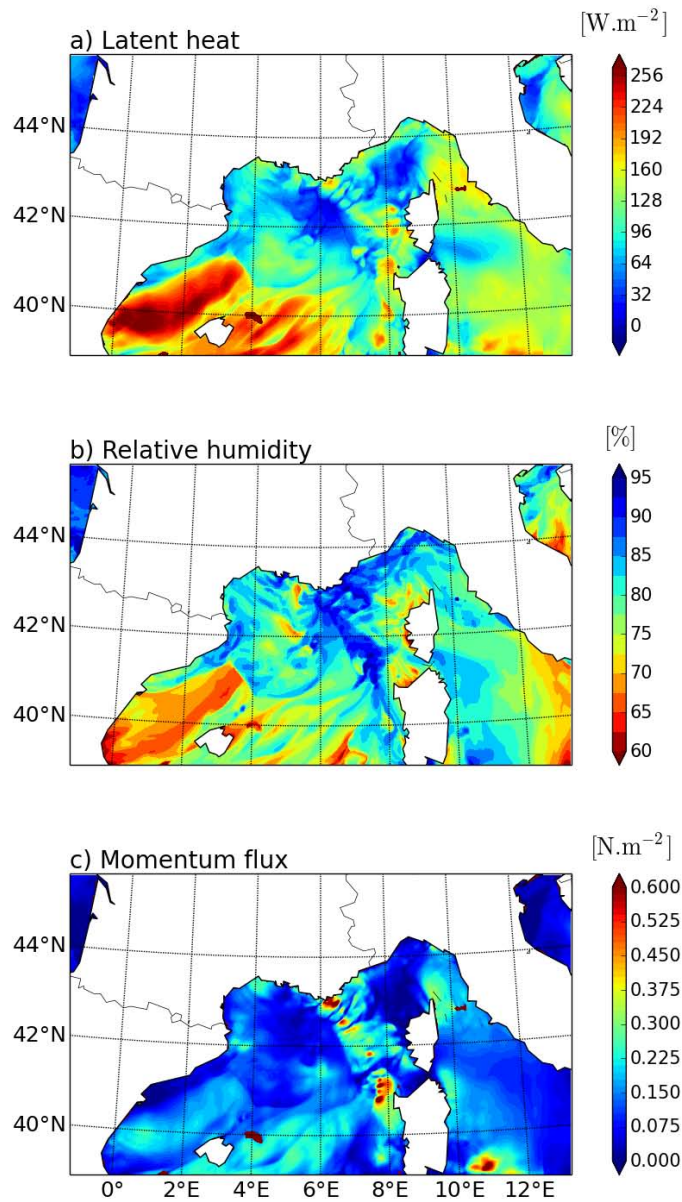 [W.m⁻²]
a) Latent heat
256
224
192
160
128
96
64
32
0
44°N
42°N
40°N
[%]
b) Relative humidity
95
90
85
80
75
70
65
60
44°N
42°N
40°N
[N.m⁻²]
c) Momentum flux
0.600
0.525
0.450
0.375
0.300
0.225
0.150
0.075
0.000
44°N
42°N
40°N
0° 2°E 4°E 6°E 8°E 10°E 12°E